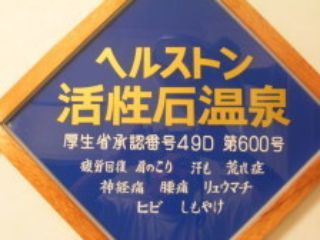 ヘルストン
活性石温泉
厚生省承認番号49D 第600号
疲労回復 肩のこり 汗も 荒れ症
神経痛 腰痛 リュウマチ
ヒビ しもやけ